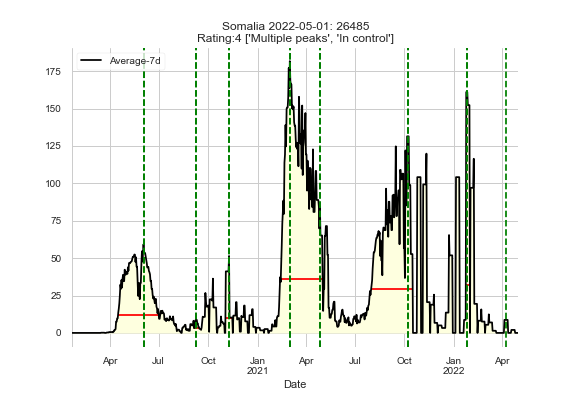 Somalia 2022-05-01: 26485
Rating:4 ['Multiple peaks', 'In control']
Average-7d
175
150
125
100
75
50
25
0
Apr Jul Oct Jan Apr Jul Oct Jan Apr
2021 2022
Date